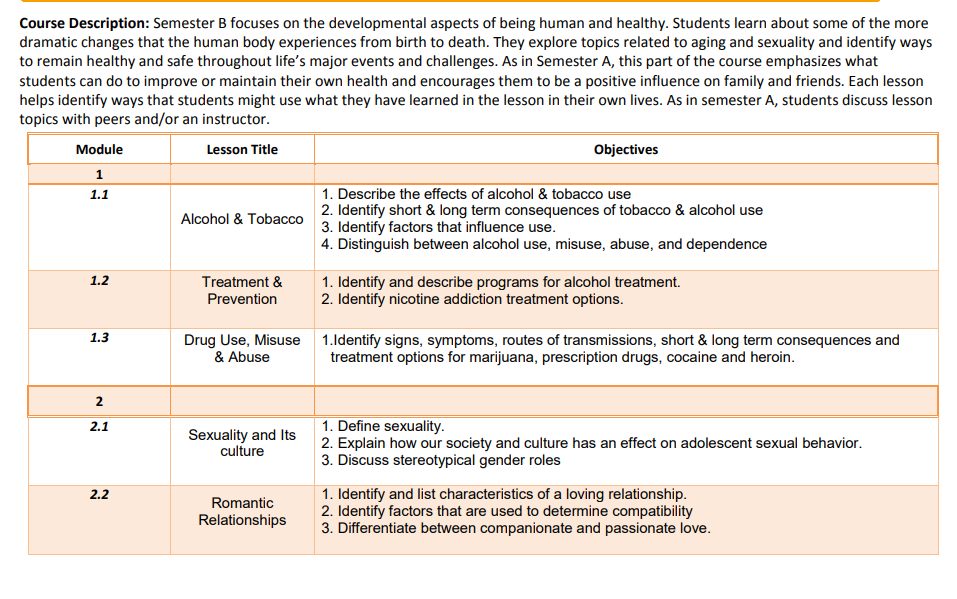 Course Description: Semester B focuses on the developmental aspects of being human and healthy. Students learn about some of the more
dramatic changes that the human body experiences from birth to death. They explore topics related to aging and sexuality and identify ways
to remain healthy and safe throughout life's major events and challenges. As in Semester A, this part of the course emphasizes what
students can do to improve or maintain their own health and encourages them to be a positive influence on family and friends. Each lesson
helps identify ways that students might use what they have learned in the lesson in their own lives. As in semester A, students discuss lesson
topics with peers and/or an instructor.
Module Lesson Title Objectives
1
1.1
Alcohol & Tobacco
1. Describe the effects of alcohol & tobacco use
2. Identify short & long term consequences of tobacco & alcohol use
3. Identify factors that influence use.
4. Distinguish between alcohol use, misuse, abuse, and dependence
1.2
Treatment &
Prevention
1. Identify and describe programs for alcohol treatment.
2. Identify nicotine addiction treatment options.
1.3
Drug Use, Misuse
& Abuse
1.Identify signs, symptoms, routes of transmissions, short & long term consequences and
treatment options for marijuana, prescription drugs, cocaine and heroin.
2
2.1
Sexuality and Its
culture
1. Define sexuality.
2. Explain how our society and culture has an effect on adolescent sexual behavior.
3. Discuss stereotypical gender roles
2.2
Romantic
Relationships
1. Identify and list characteristics of a loving relationship.
2. Identify factors that are used to determine compatibility
3. Differentiate between companionate and passionate love.